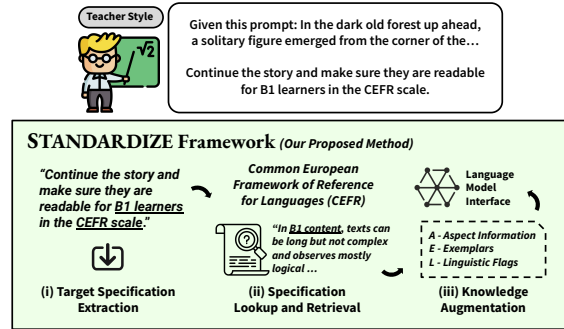 Teacher Style
√2
Given this prompt: In the dark old forest up ahead,
a solitary figure emerged from the corner of the...
Continue the story and make sure they are readable
for B1 learners in the CEFR scale.
STANDARDIZE Framework (Our Proposed Method)
"Continue the story and
make sure they are
readable for B1 learners
in the CEFR scale."
(i) Target Specification
Extraction
Common European
Framework of Reference
for Languages (CEFR)
"In B1 content, texts can
be long but not complex
and observes mostly
logical ...
(ii) Specification
Lookup and Retrieval
Language
Model
Interface
A - Aspect Information
E - Exemplars
L - Linguistic Flags
(iii) Knowledge
Augmentation